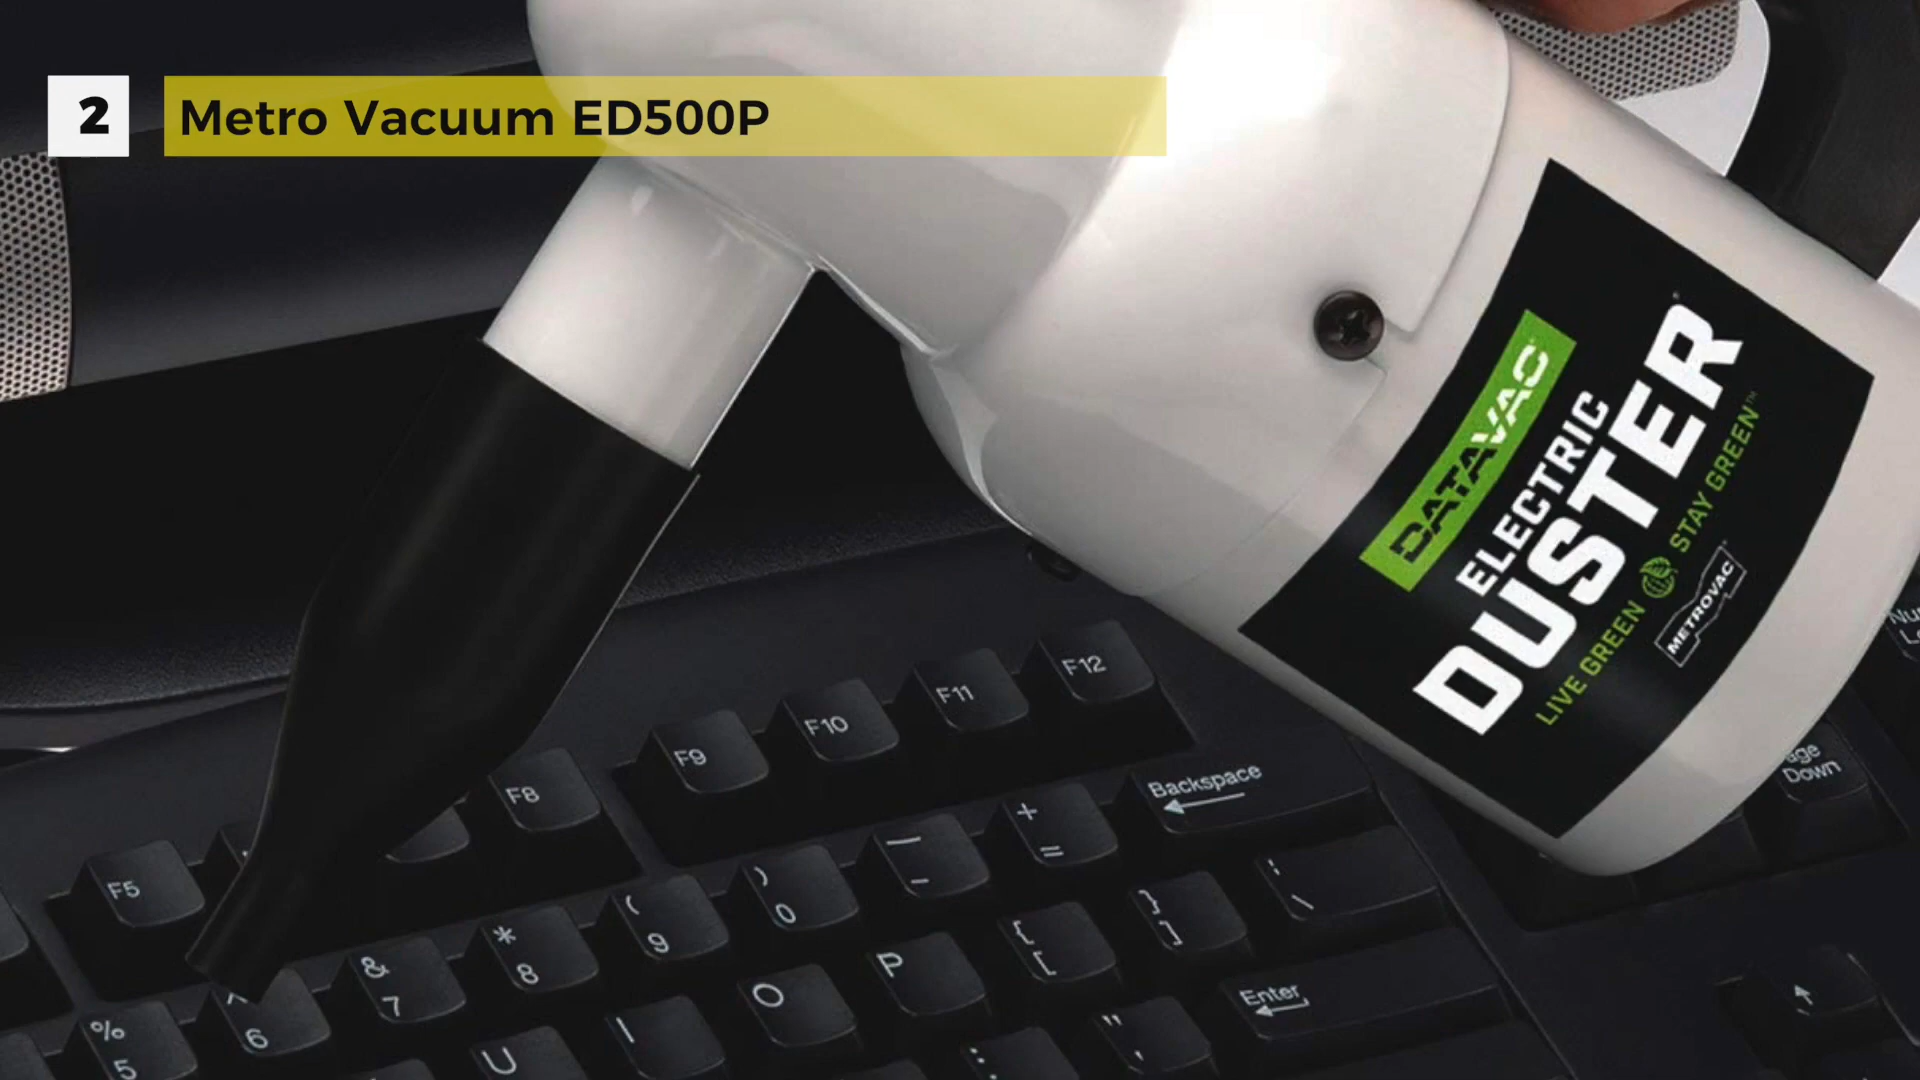 2
Metro Vacuum ED500P
DATAVAC
ELECTRIC
DUSTER
LIVE GREEN STAY GREEN™
METROVAC
F5
F8
F9
F10
F11
F12
Backspace
%
5
6
&
7
*
8
(
9
)
0
+
=
U
I
O
P
{
[
}
]
Enter
"
'
Down